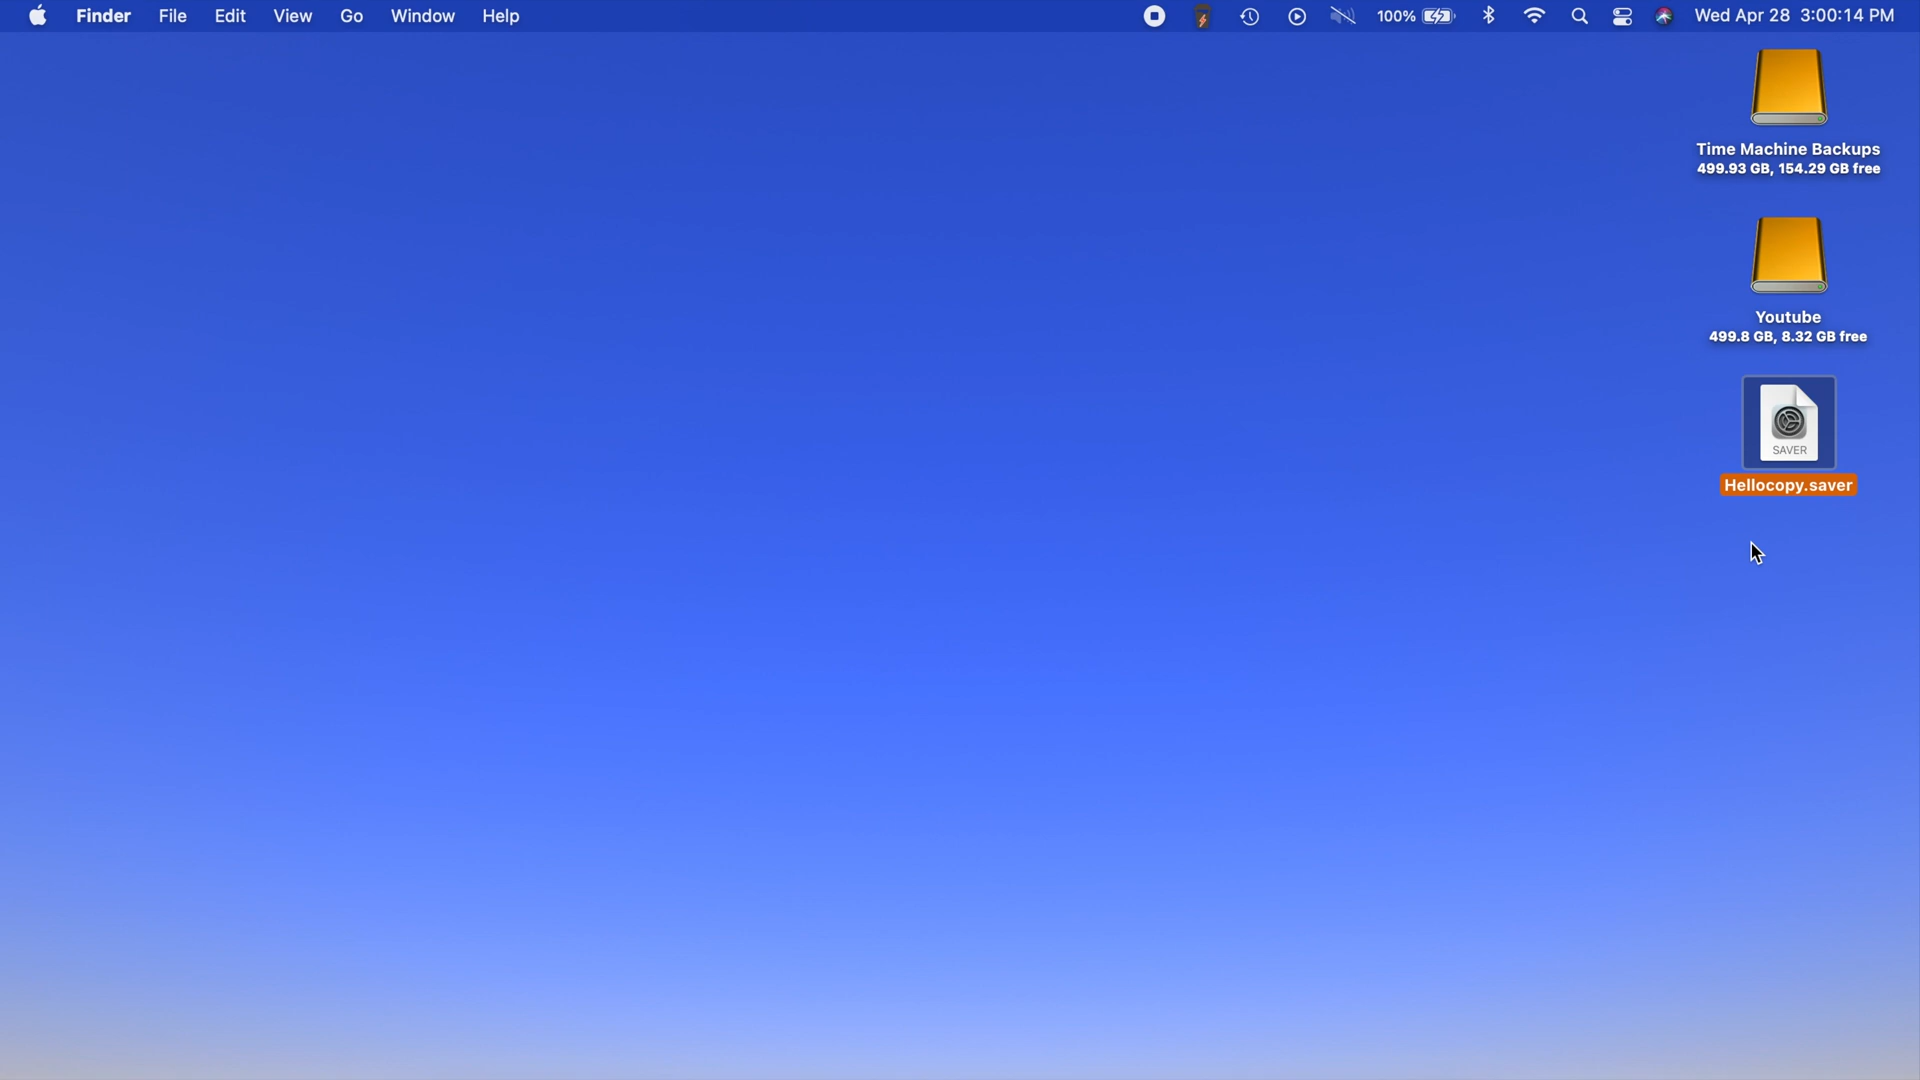 Finder File Edit View Go Window Help 100% Wed Apr 28 3:00:14 PM
Time Machine Backups
499.93 GB, 154.29 GB free
Youtube
499.8 GB, 8.32 GB free
SAVER
Hellocopy.saver